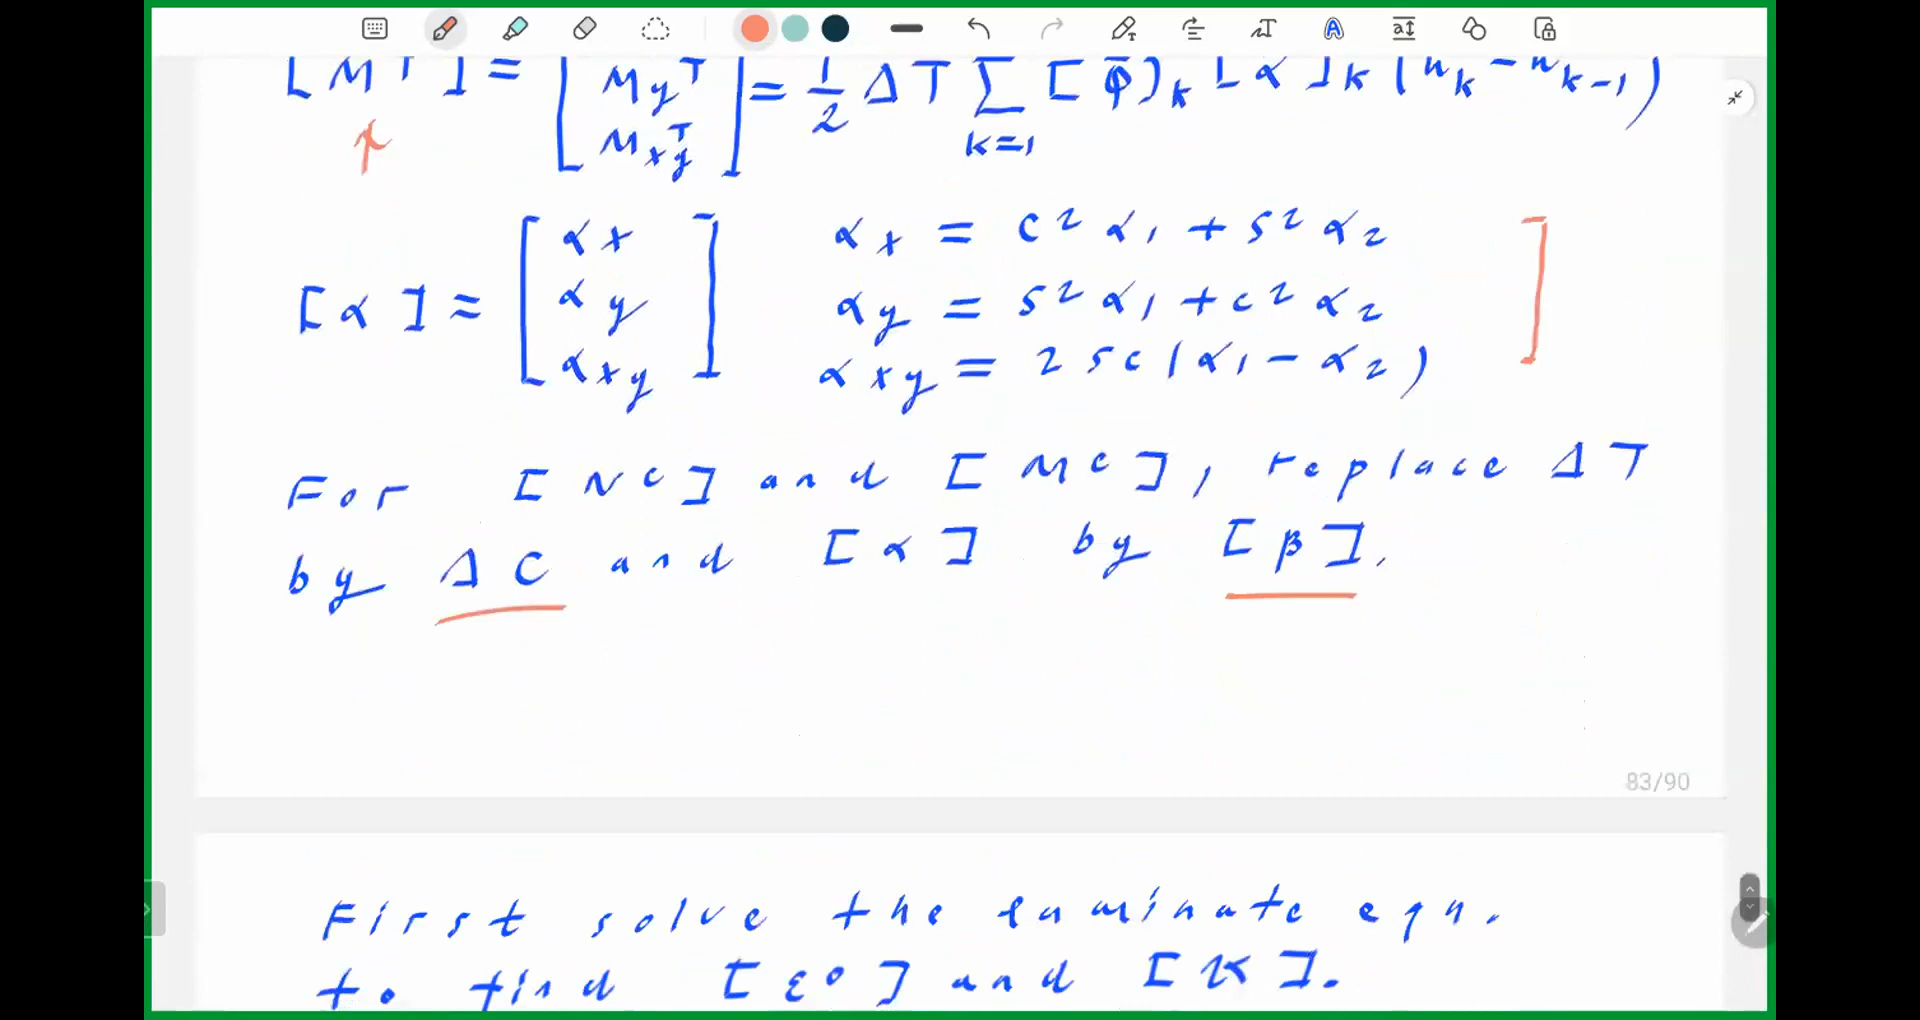 [M^T] = [M_y^T M_xy^T] = 1/2 ΔT Σ_{k=1} [Q̄]_k [α]_k (h_k² - h_{k-1}
[α] = [α_x α_y α_xy]
α_x = c² α_1 + s² α_2
α_y = s² α_1 + c² α_2
α_xy = 2sc(α_1 - α_2)
For [N^C] and [M^C], replace ΔT
by ΔC and [α] by [β].
83/90
First solve the laminate eqn.
to find [ε^0] and [K].